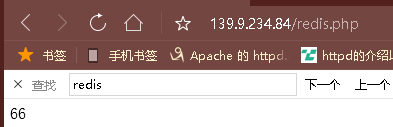 139.9.234.84/redis.php
书签 手机书签 Apache 的 httpd. httpd的介绍以
查找 redis 下一个 上一个
66